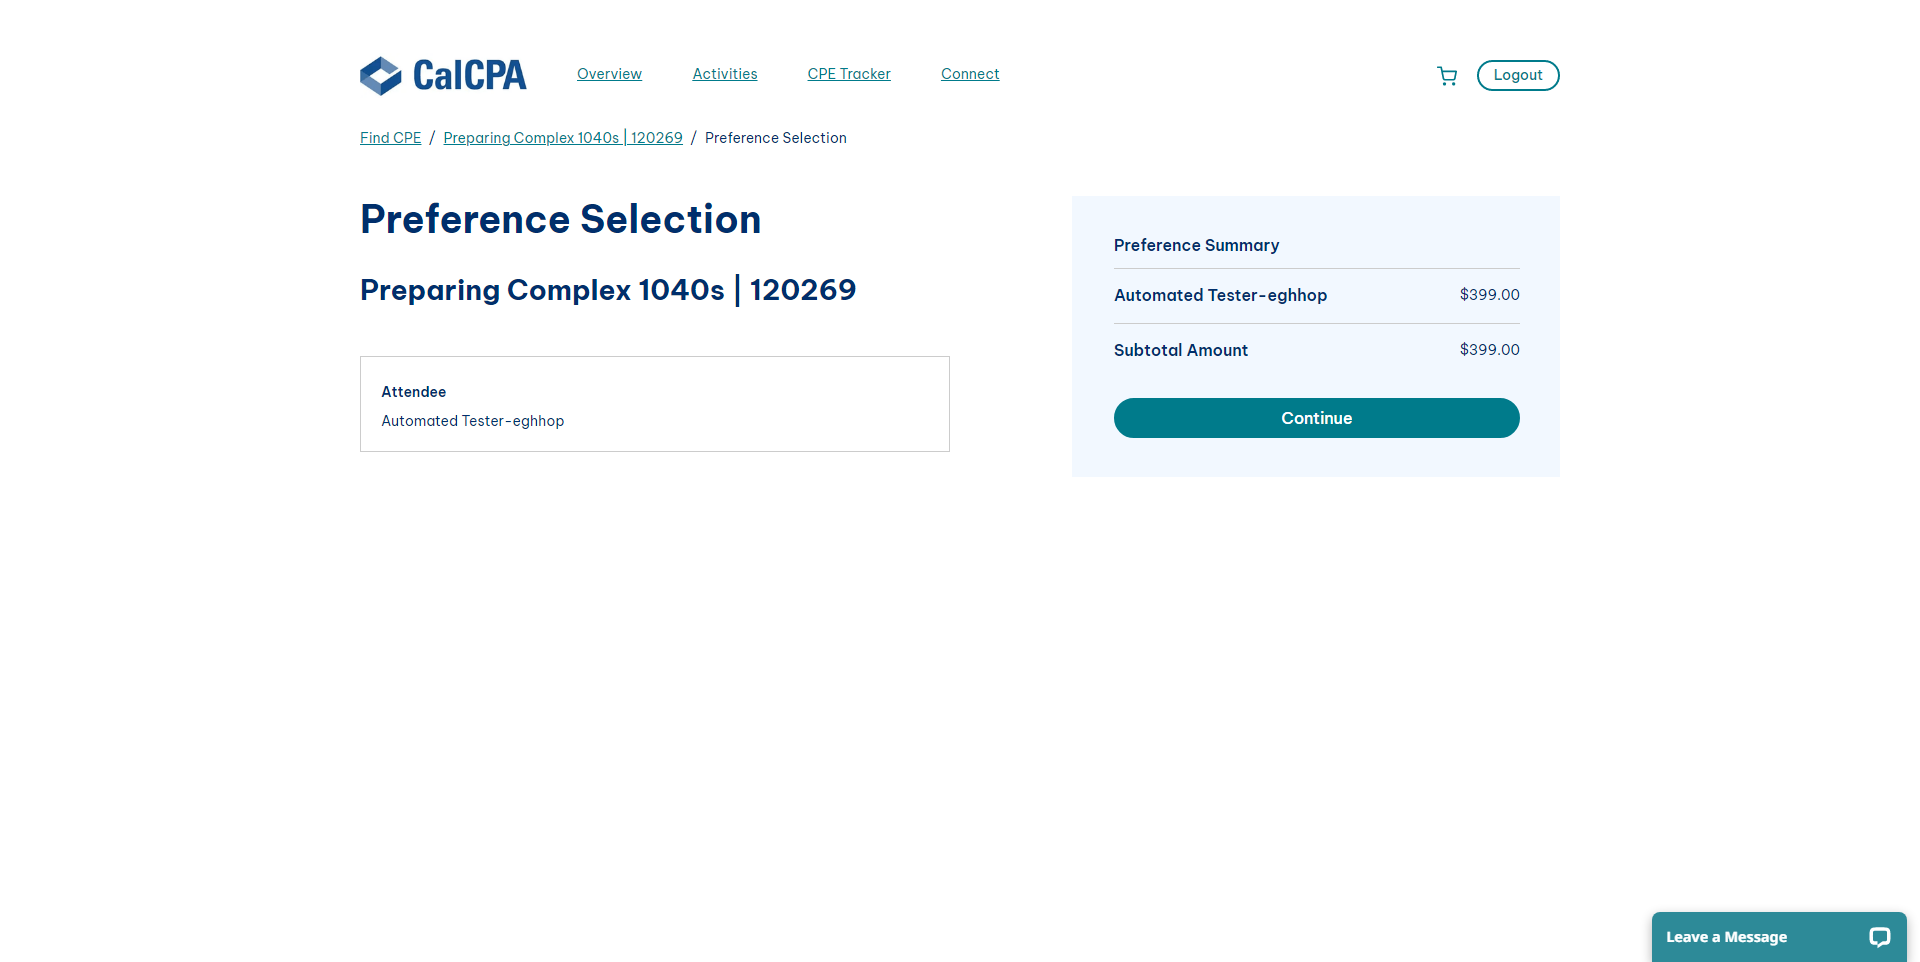 CalCPA
Overview
Activities
CPE Tracker
Connect
Logout
Find CPE / Preparing Complex 1040s | 120269 / Preference Selection
Preference Selection
Preparing Complex 1040s | 120269
Attendee
Automated Tester-eghhop
Preference Summary
Automated Tester-eghhop $399.00
Subtotal Amount $399.00
Continue
Leave a Message